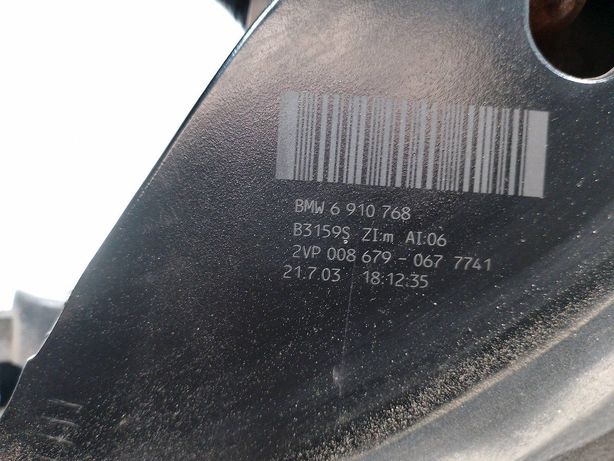 BMW 6 910 768
B3159S ZI:m AI:06
2VP 008 679 - 067 7741
21.7.03 18:12:35